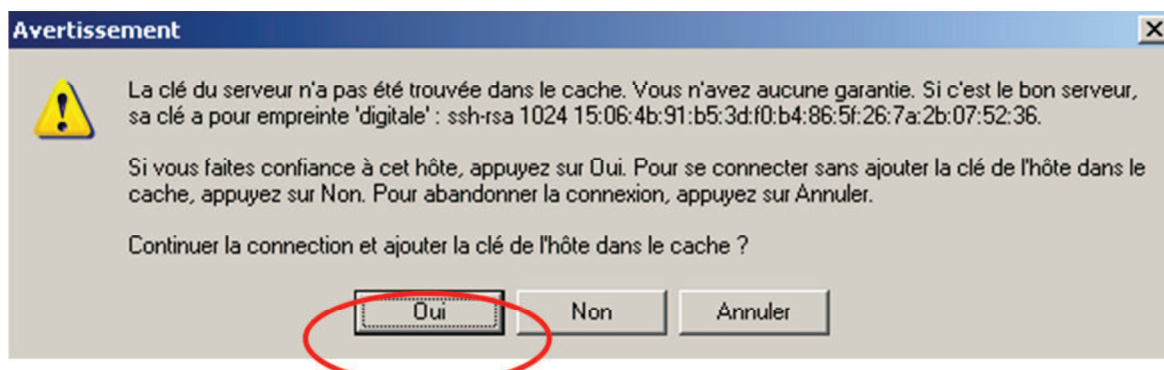 Avertissement
La clé du serveur n'a pas été trouvée dans le cache. Vous n'avez aucune garantie. Si c'est le bon serveur,
sa clé a pour empreinte 'digitale' : ssh-rsa 1024 15:06:4b:91:b5:3d:f0:b4:86:5f:26:7a:2b:07:52:36.
Si vous faites confiance à cet hôte, appuyez sur Oui. Pour se connecter sans ajouter la clé de l'hôte dans le
cache, appuyez sur Non. Pour abandonner la connexion, appuyez sur Annuler.
Continuer la connection et ajouter la clé de l'hôte dans le cache ?
Oui Non Annuler